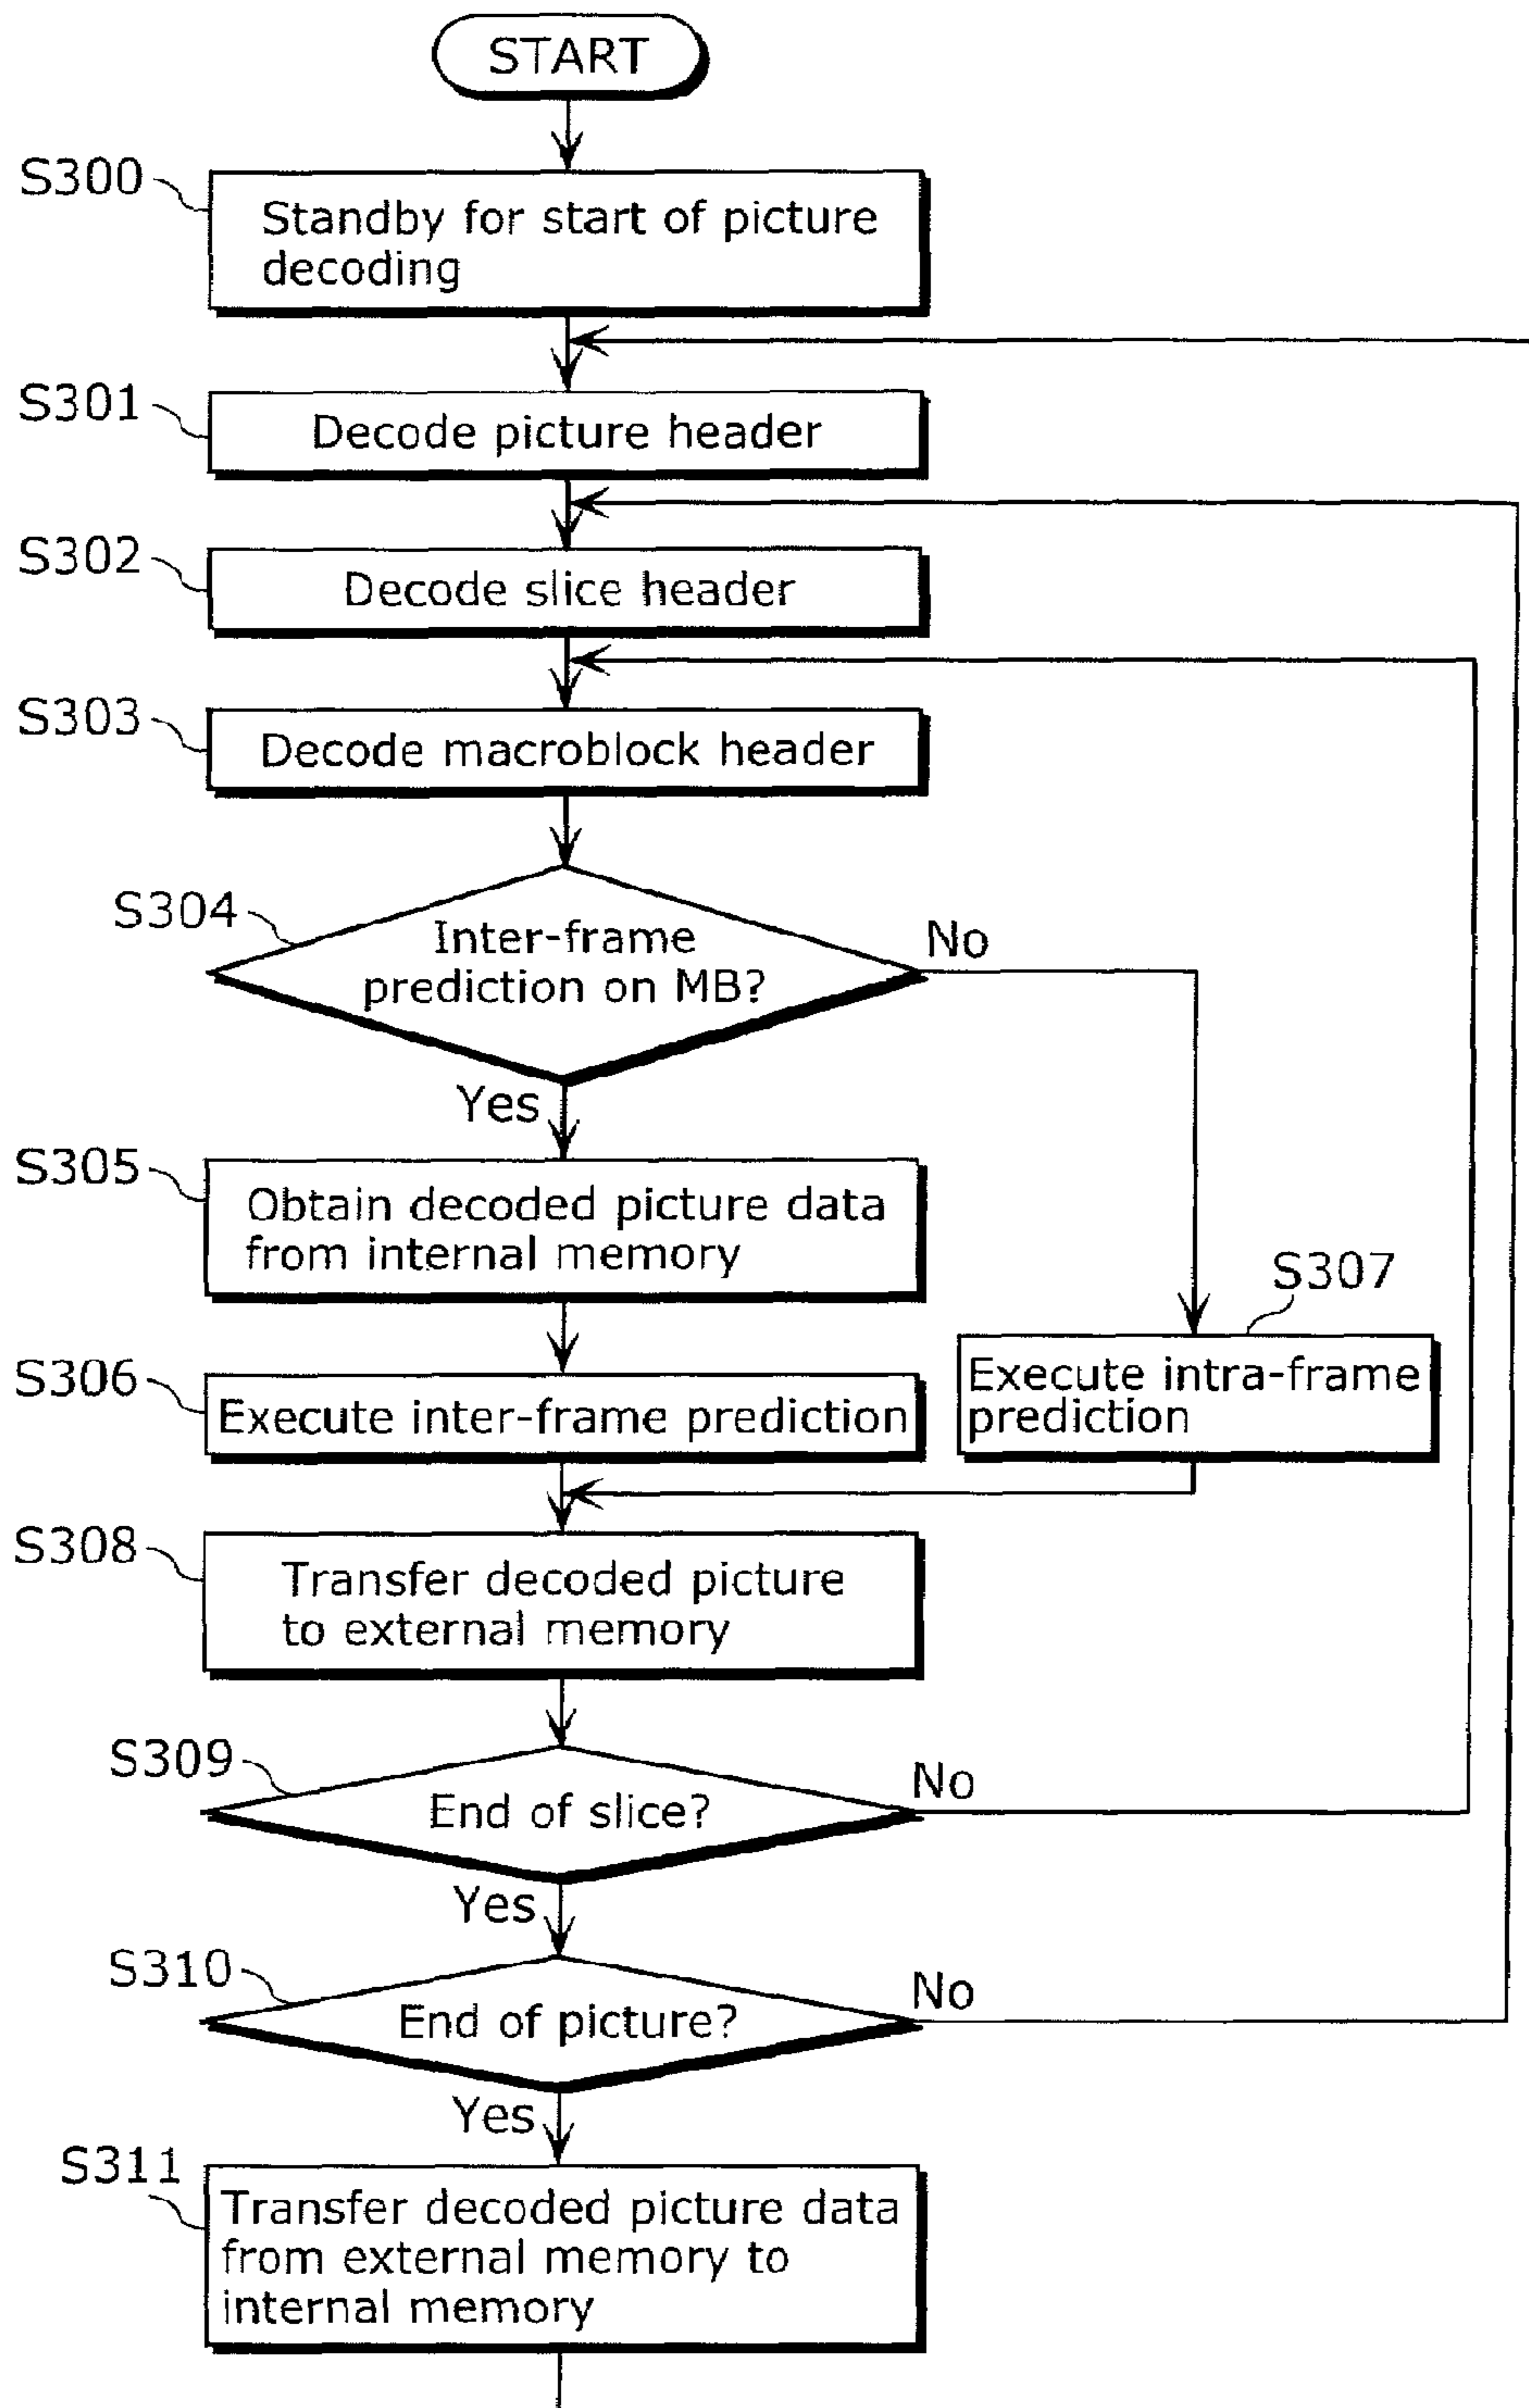 START
S300
Standby for start of picture
decoding
S301
Decode picture header
S302
Decode slice header
S303
Decode macroblock header
S304
Inter-frame
prediction on MB?
No
Yes
S305
Obtain decoded picture data
from internal memory
S307
Execute intra-frame
prediction
S306
Execute inter-frame prediction
S308
Transfer decoded picture
to external memory
S309
End of slice?
No
Yes
S310
End of picture?
No
Yes
S311
Transfer decoded picture data
from external memory to
internal memory